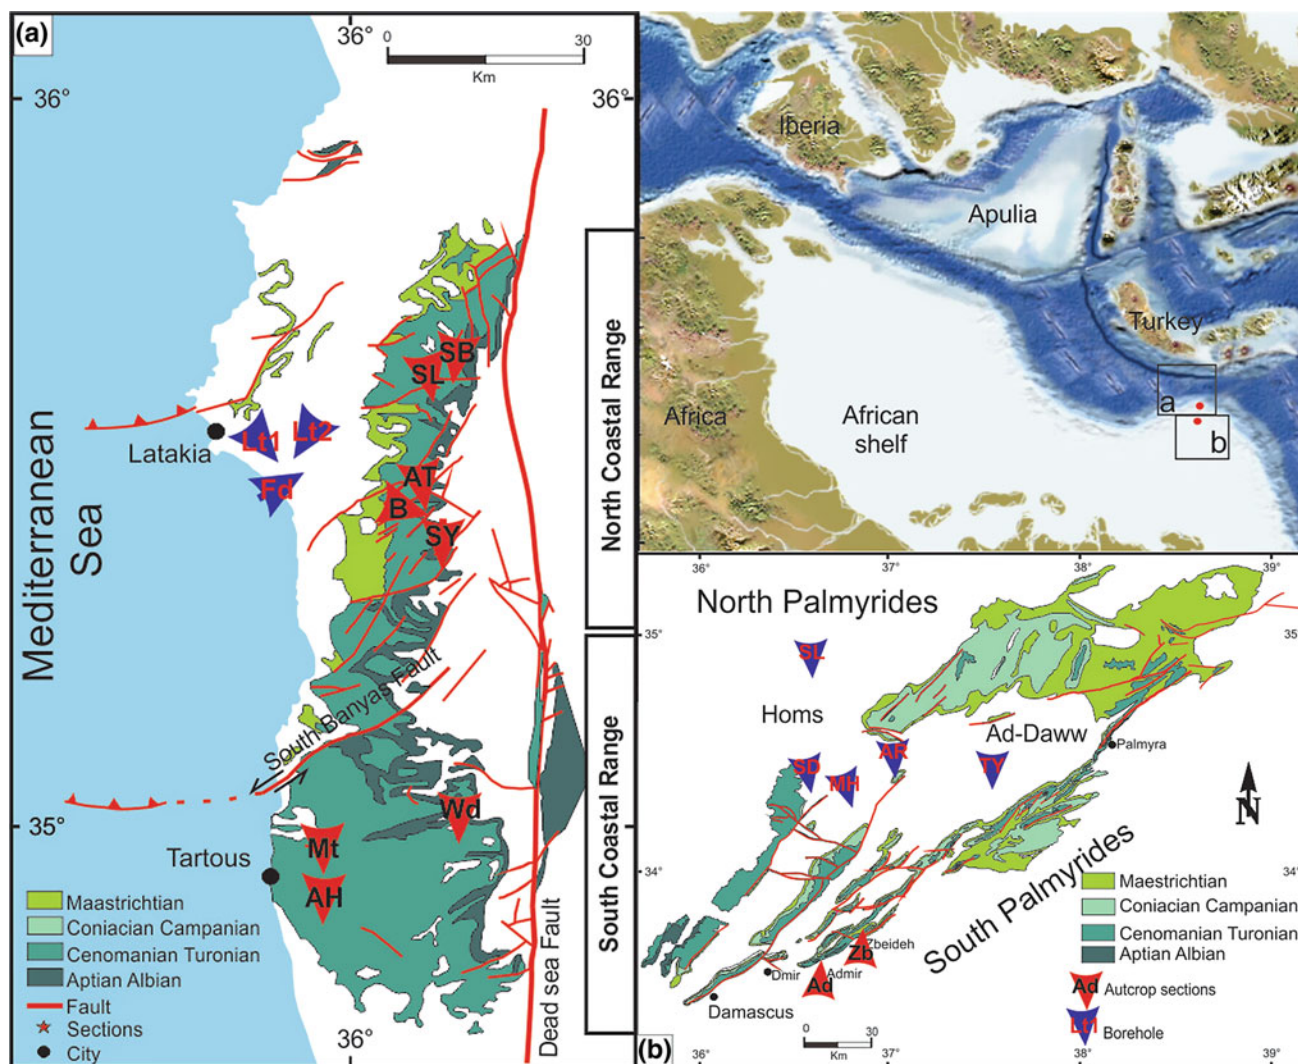 (a)
36°
0
30
Km
36°
36°
Mediterranean
Sea
Latakia
Lt1
Lt2
Fd
SB
SL
AT
B
SY
South Banyas Fault
North Coastal Range
South Coastal Range
Dead sea Fault
35°
35°
Tartous
Wd
Mt
AH
Maastrichtian
Coniacian Campanian
Cenomanian Turonian
Aptian Albian
Fault
Sections
City
36°
Iberia
Apulia
Turkey
Africa
African
shelf
a
b
36°
37°
38°
39°
North Palmyrides
35°
35°
SL
Homs
Ad-Daww
Palmyra
SD
MH
AR
TY
N
34°
34°
South Palmyrides
Zbeideh
Zb
Admir
Ad
Dmir
Damascus
Maestrichtian
Coniacian Campanian
Cenomanian Turonian
Aptian Albian
Ad
Autcrop sections
Lt1
Borehole
0
30
Km
(b)
36°
37°
38°
39°